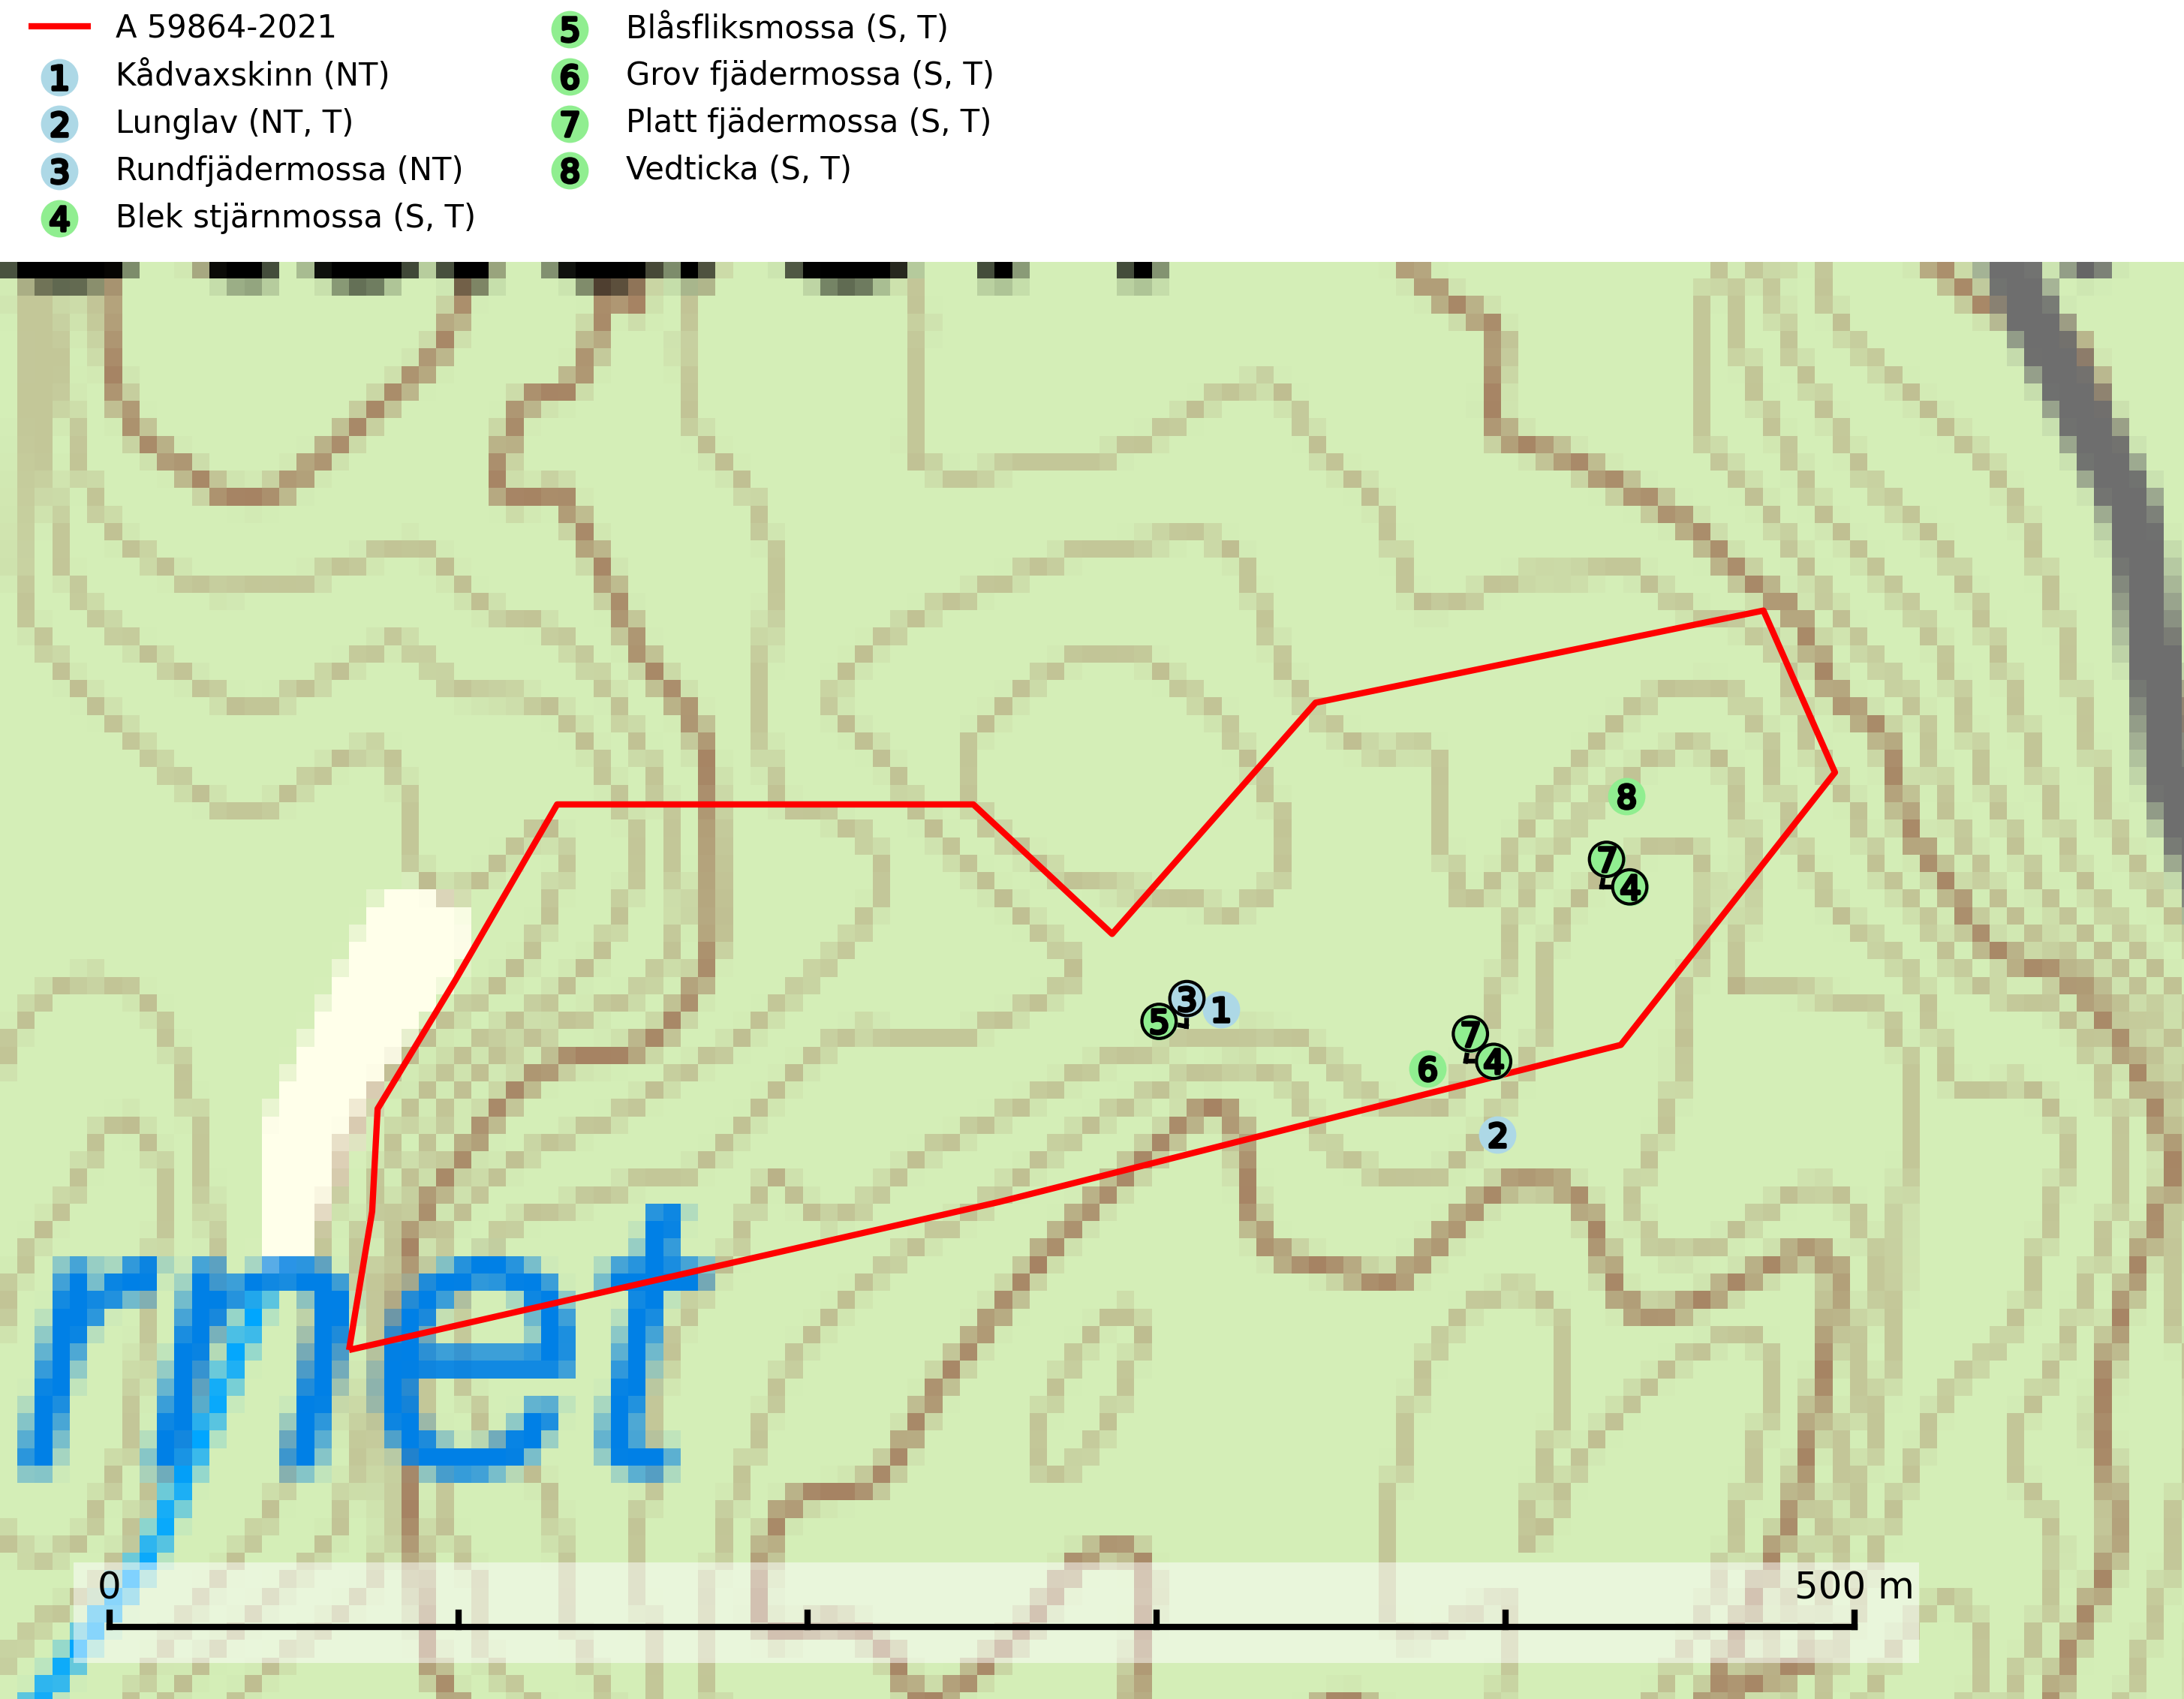 A 59864-2021
1 Kådvaxskinn (NT)
2 Lunglav (NT, T)
3 Rundfjädermossa (NT)
4 Blek stjärnmossa (S, T)
5 Blåsfliksmossa (S, T)
6 Grov fjädermossa (S, T)
7 Platt fjädermossa (S, T)
8 Vedticka (S, T)
8
7
4
3
1
5
7
4
6
2
rnet
0
500 m